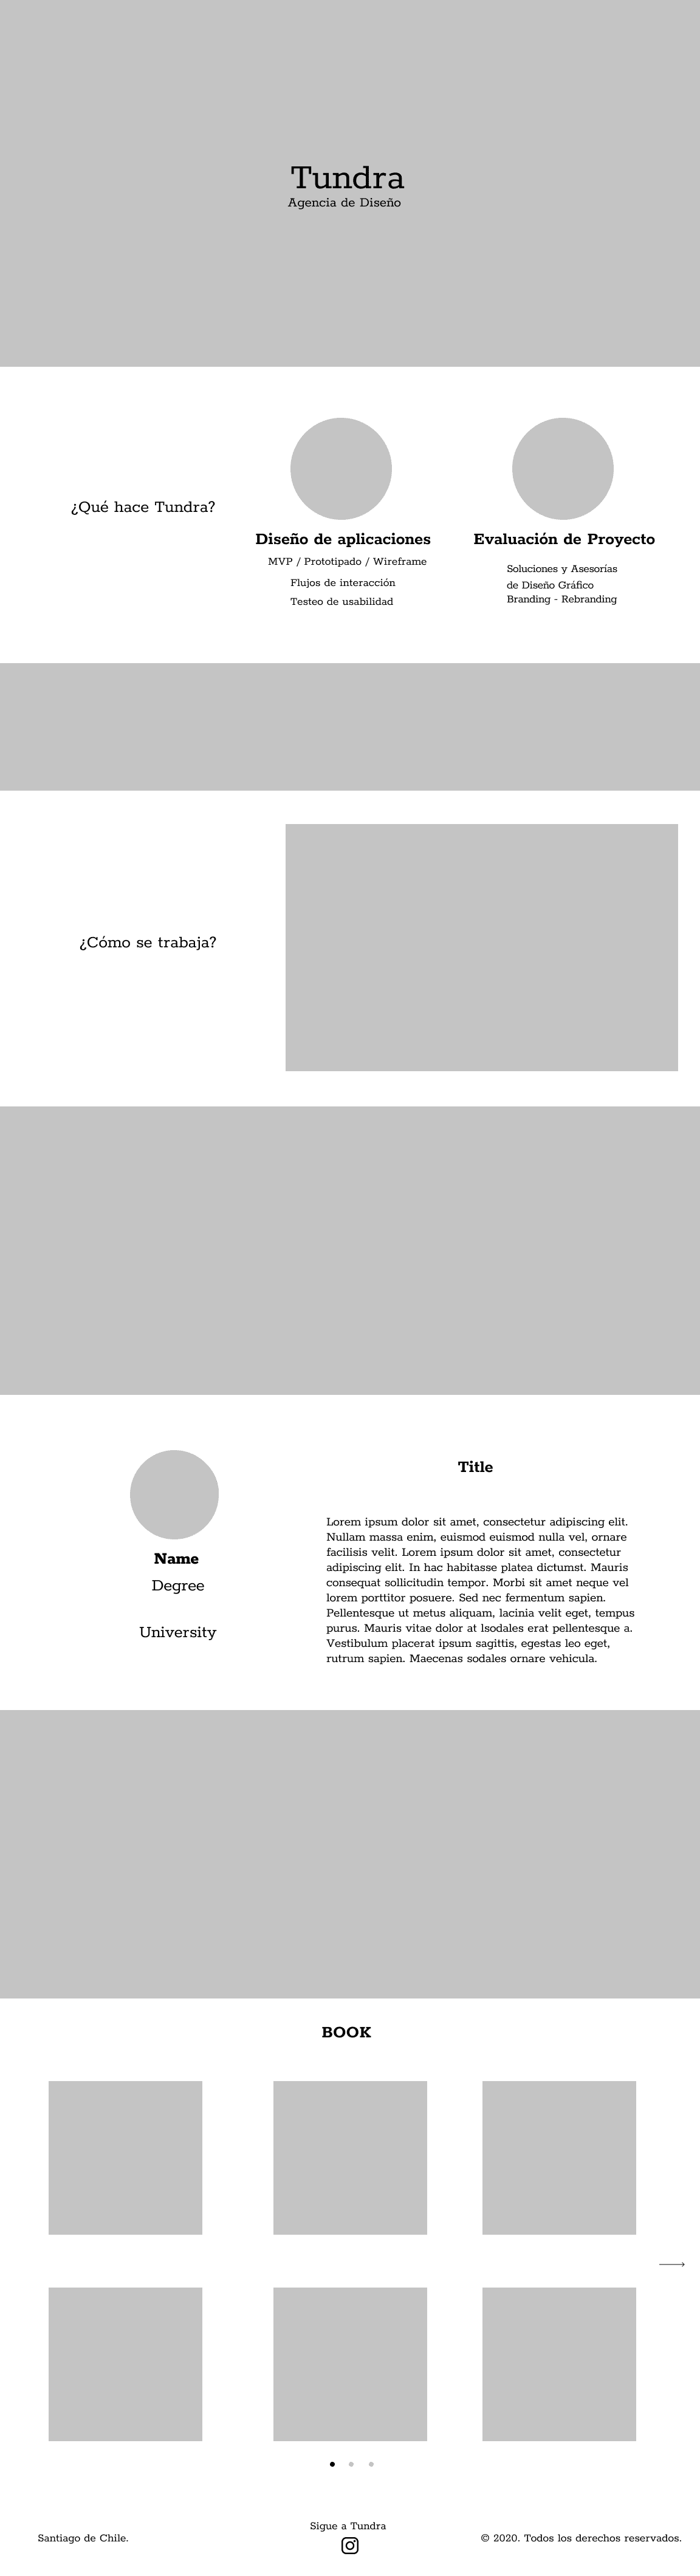 Tundra
Agencia de Diseño
¿Qué hace Tundra?
Diseño de aplicaciones
MVP / Prototipado / Wireframe
Flujos de interacción
Testeo de usabilidad
Evaluación de Proyecto
Soluciones y Asesorías
de Diseño Gráfico
Branding - Rebranding
¿Cómo se trabaja?
Name
Degree
University
Title
Lorem ipsum dolor sit amet, consectetur adipiscing elit.
Nullam massa enim, euismod euismod nulla vel, ornare
facilisis velit. Lorem ipsum dolor sit amet, consectetur
adipiscing elit. In hac habitasse platea dictumst. Mauris
consequat sollicitudin tempor. Morbi sit amet neque vel
lorem porttitor posuere. Sed nec fermentum sapien.
Pellentesque ut metus aliquam, lacinia velit eget, tempus
purus. Mauris vitae dolor at lsodales erat pellentesque a.
Vestibulum placerat ipsum sagittis, egestas leo eget,
rutrum sapien. Maecenas sodales ornare vehicula.
BOOK
Santiago de Chile.
Sigue a Tundra
© 2020. Todos los derechos reservados.